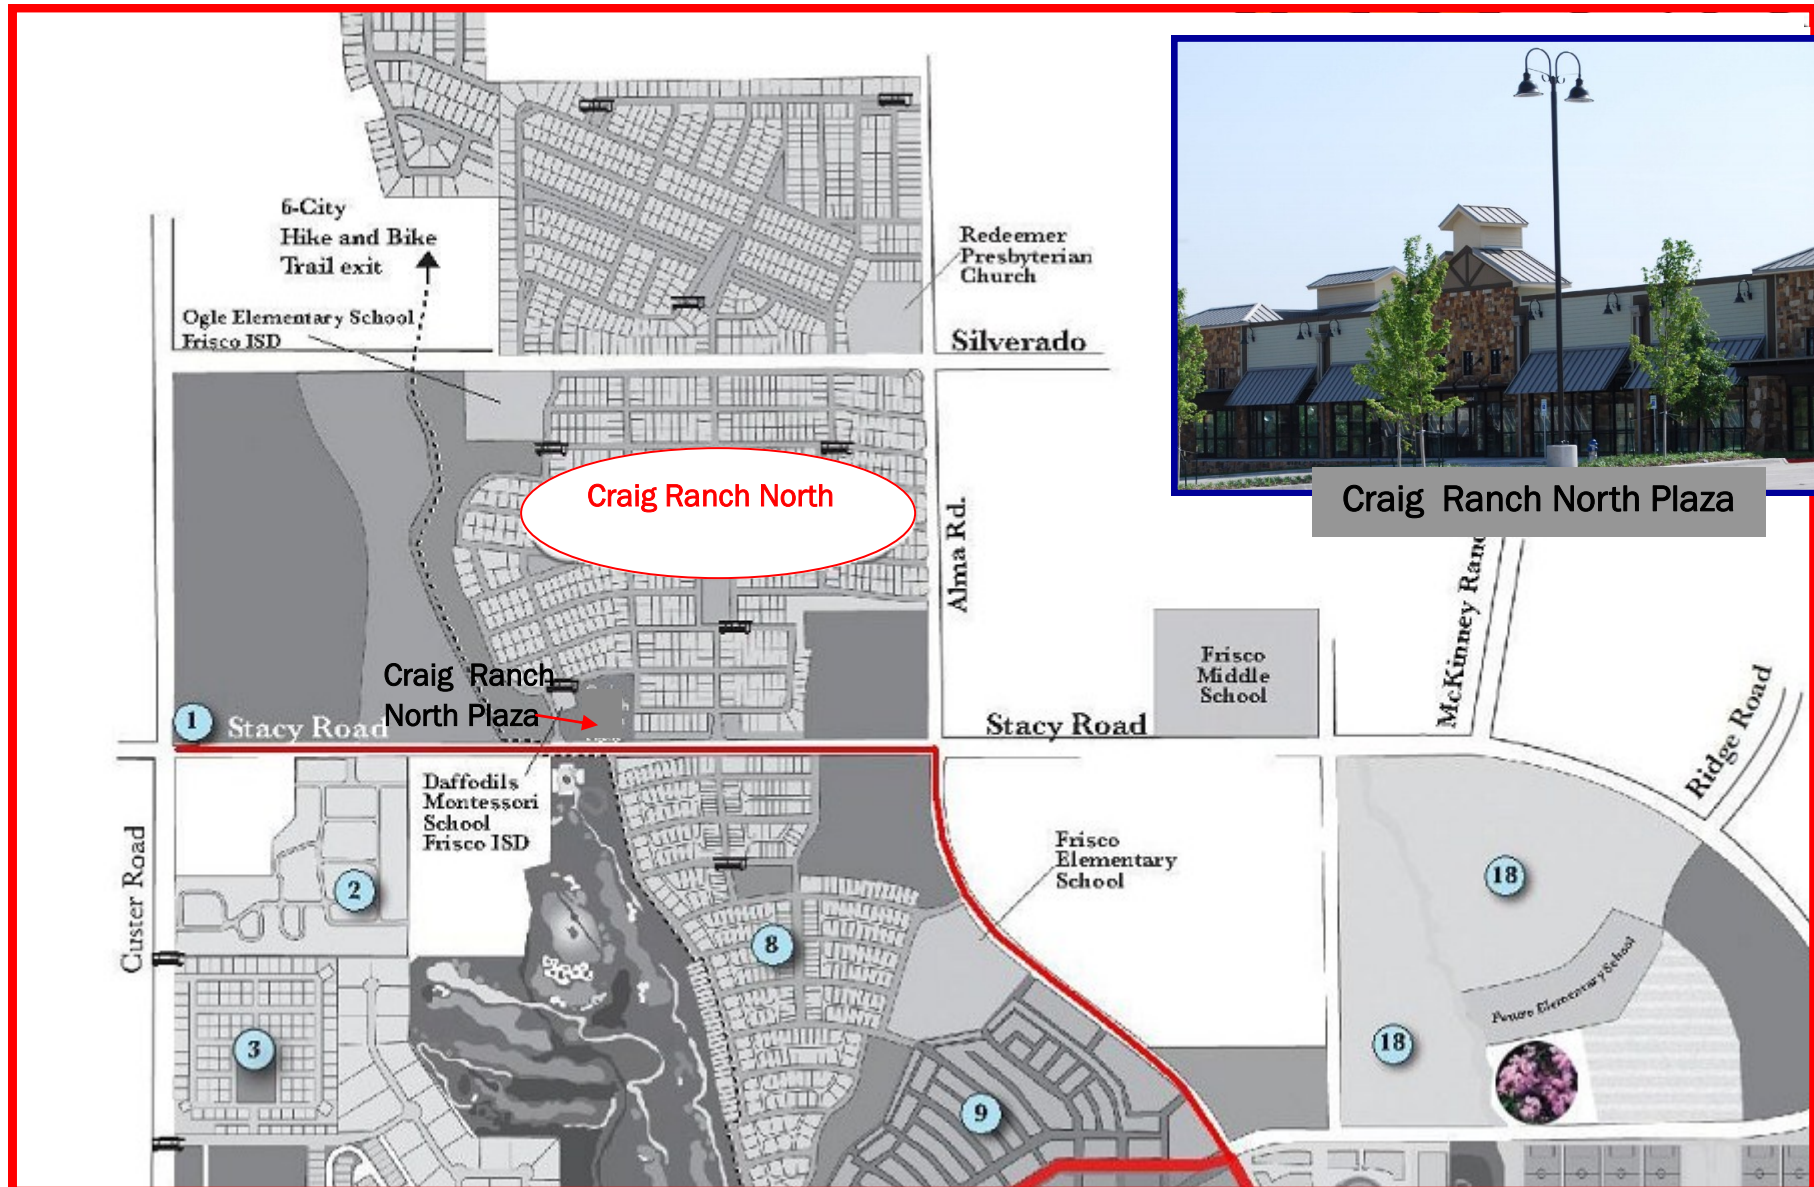 6-City
Hike and Bike
Trail exit
Ogle Elementary School
Frisco ISD
Redeemer
Presbyterian
Church
Silverado
Craig Ranch North
Alma Rd.
Craig Ranch North Plaza
McKinney Ranc
Ridge Road
Frisco
Middle
School
Craig Ranch
North Plaza
1
Stacy Road
Stacy Road
Daffodils
Montessori
School
Frisco ISD
Custer Road
2
3
8
9
Frisco
Elementary
School
18
18
Future Elementary School